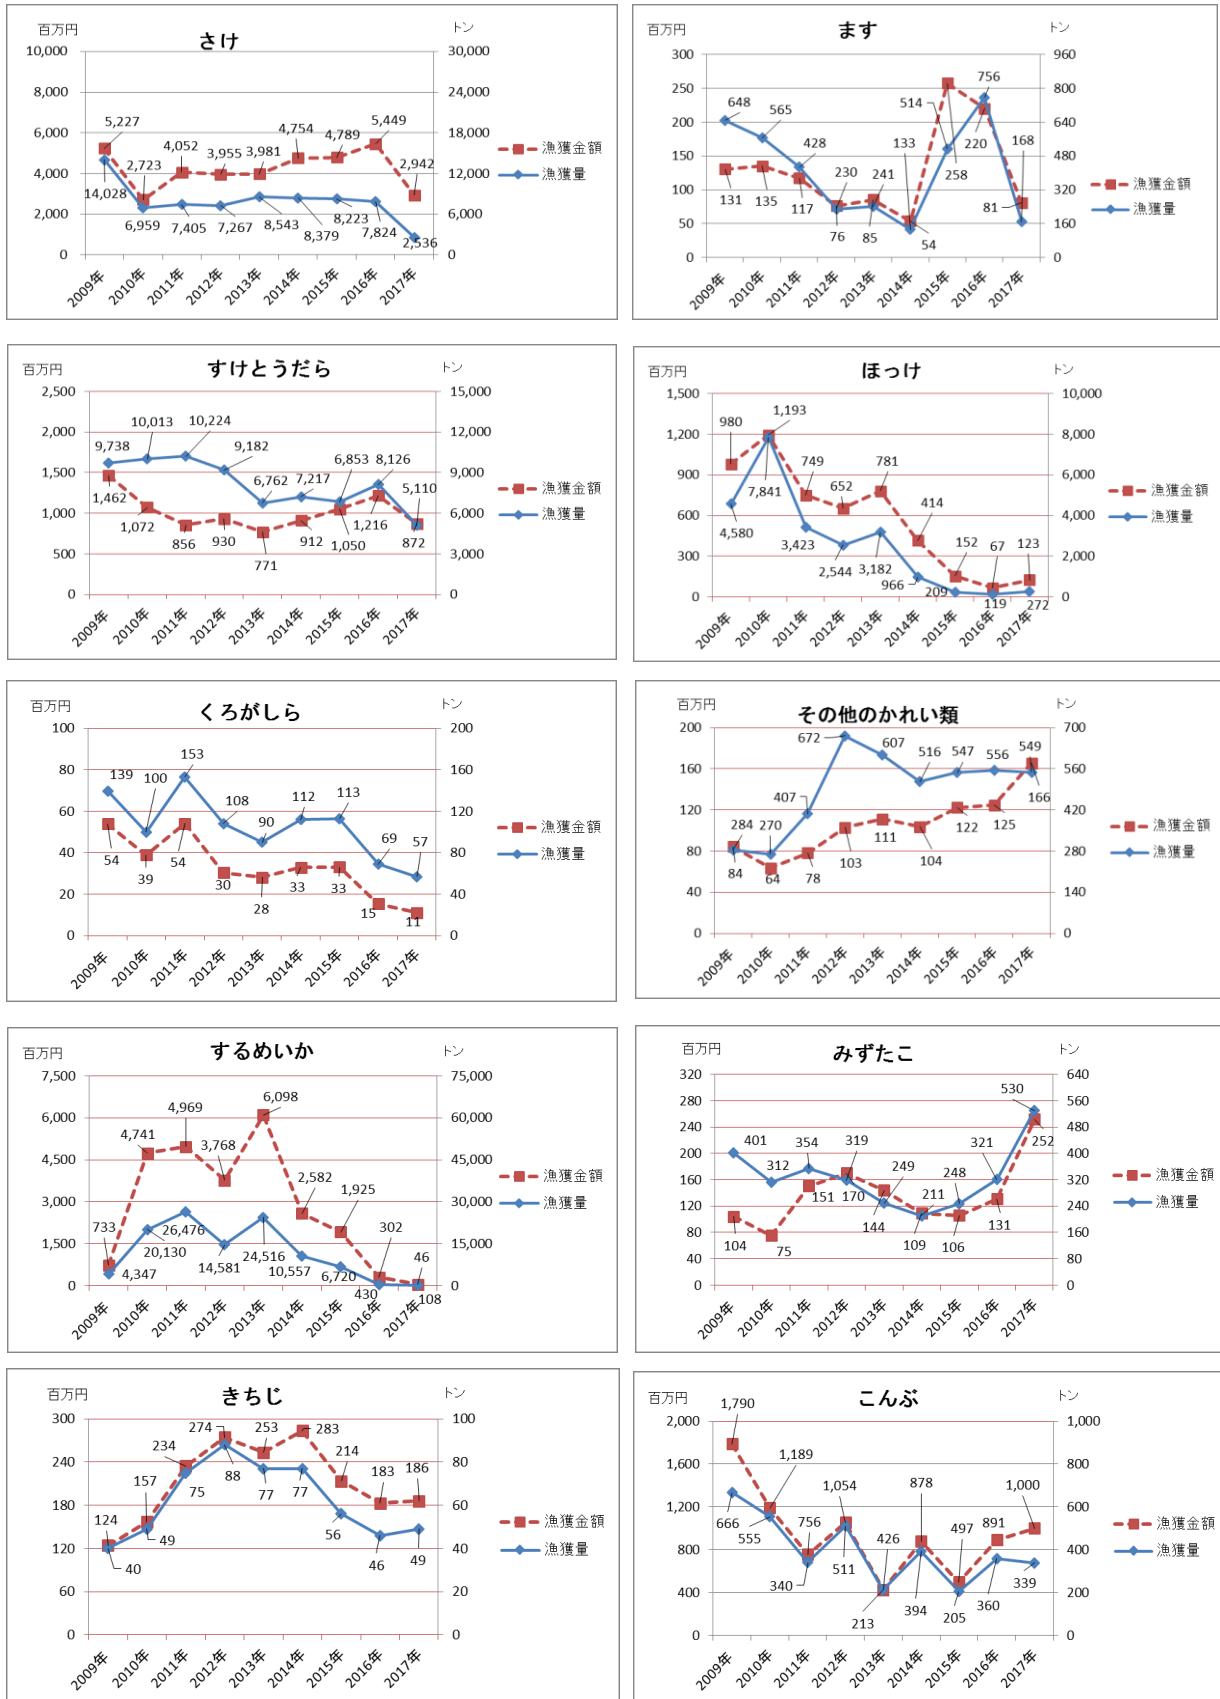 さけ
百万円
トン
10,000
8,000
6,000
4,000
2,000
0
30,000
24,000
18,000
12,000
6,000
0
5,227
2,723
4,052
3,955
3,981
4,754
4,789
5,449
2,942
14,028
6,959
7,405
7,267
8,543
8,379
8,223
7,824
2,536
漁獲金額
漁獲量
2009年
2010年
2011年
2012年
2013年
2014年
2015年
2016年
2017年
ます
百万円
トン
300
250
200
150
100
50
0
960
800
640
480
320
160
0
648
565
428
230
241
133
514
756
168
131
135
117
76
85
54
258
220
81
漁獲金額
漁獲量
2009年
2010年
2011年
2012年
2013年
2014年
2015年
2016年
2017年
すけとうだら
百万円
トン
2,500
2,000
1,500
1,000
500
0
15,000
12,000
9,000
6,000
3,000
0
9,738
10,013
10,224
9,182
6,762
7,217
6,853
8,126
5,110
1,462
1,072
856
930
771
912
1,050
1,216
872
漁獲金額
漁獲量
2009年
2010年
2011年
2012年
2013年
2014年
2015年
2016年
2017年
ほっけ
百万円
トン
1,500
1,200
900
600
300
0
10,000
8,000
6,000
4,000
2,000
0
980
1,193
749
652
781
414
152
67
123
4,580
7,841
3,423
2,544
3,182
966
209
119
272
漁獲金額
漁獲量
2009年
2010年
2011年
2012年
2013年
2014年
2015年
2016年
2017年
くろがしら
百万円
トン
100
80
60
40
20
0
200
160
120
80
40
0
139
100
153
108
90
112
113
69
57
54
39
54
30
28
33
33
15
11
漁獲金額
漁獲量
2009年
2010年
2011年
2012年
2013年
2014年
2015年
2016年
2017年
その他のかれい類
百万円
トン
200
160
120
80
40
0
700
560
420
280
140
0
284
270
407
672
607
516
547
556
549
84
64
78
103
111
104
122
125
166
漁獲金額
漁獲量
2009年
2010年
2011年
2012年
2013年
2014年
2015年
2016年
2017年
するめいか
百万円
トン
7,500
6,000
4,500
3,000
1,500
0
75,000
60,000
45,000
30,000
15,000
0
733
4,741
4,969
3,768
6,098
2,582
1,925
302
46
4,347
20,130
26,476
14,581
24,516
10,557
6,720
430
108
漁獲金額
漁獲量
2009年
2010年
2011年
2012年
2013年
2014年
2015年
2016年
2017年
みずたこ
百万円
トン
320
280
240
200
160
120
80
40
0
640
560
480
400
320
240
160
80
0
401
312
354
319
249
211
248
321
530
104
75
151
170
144
109
106
131
252
漁獲金額
漁獲量
2009年
2010年
2011年
2012年
2013年
2014年
2015年
2016年
2017年
きちじ
百万円
トン
300
240
180
120
60
0
100
80
60
40
20
0
124
157
234
274
253
283
214
183
186
40
49
75
88
77
77
56
46
49
漁獲金額
漁獲量
2009年
2010年
2011年
2012年
2013年
2014年
2015年
2016年
2017年
こんぶ
百万円
トン
2,000
1,600
1,200
800
400
0
1,000
800
600
400
200
0
1,790
1,189
756
1,054
426
878
497
891
1,000
666
555
340
511
213
394
205
360
339
漁獲金額
漁獲量
2009年
2010年
2011年
2012年
2013年
2014年
2015年
2016年
2017年